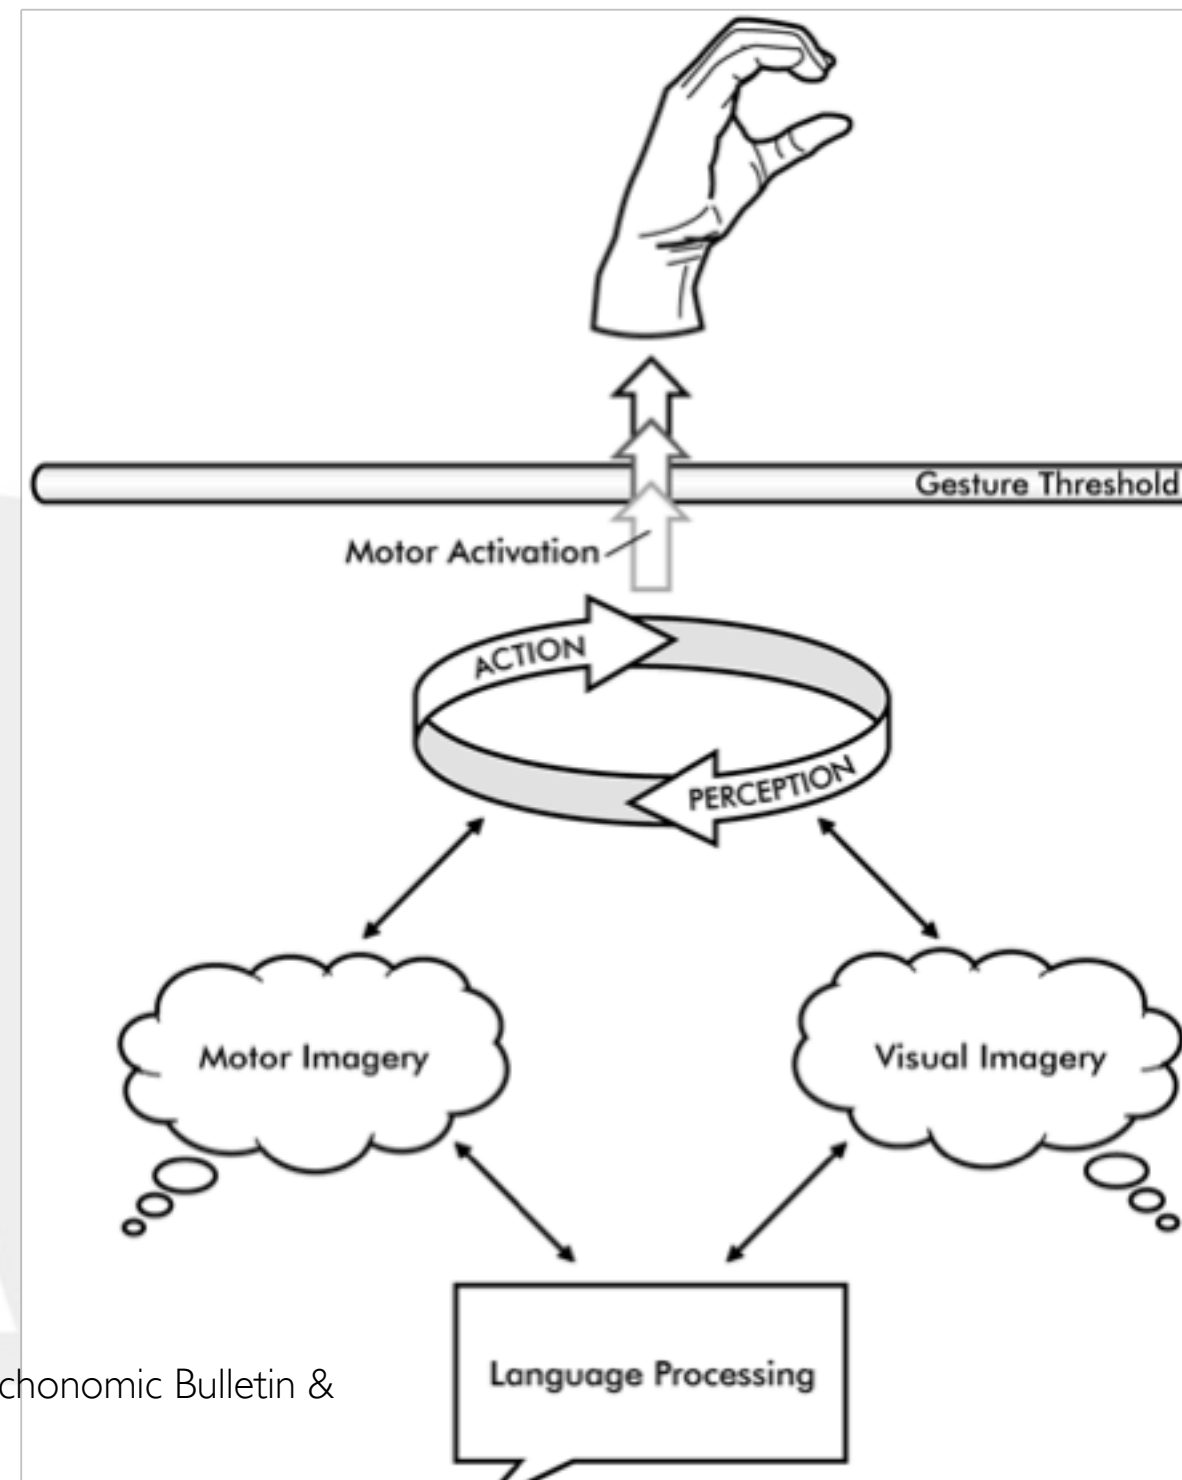 Gesture Threshold
Motor Activation
ACTION
PERCEPTION
Motor Imagery
Visual Imagery
Language Processing
chonomic Bulletin &